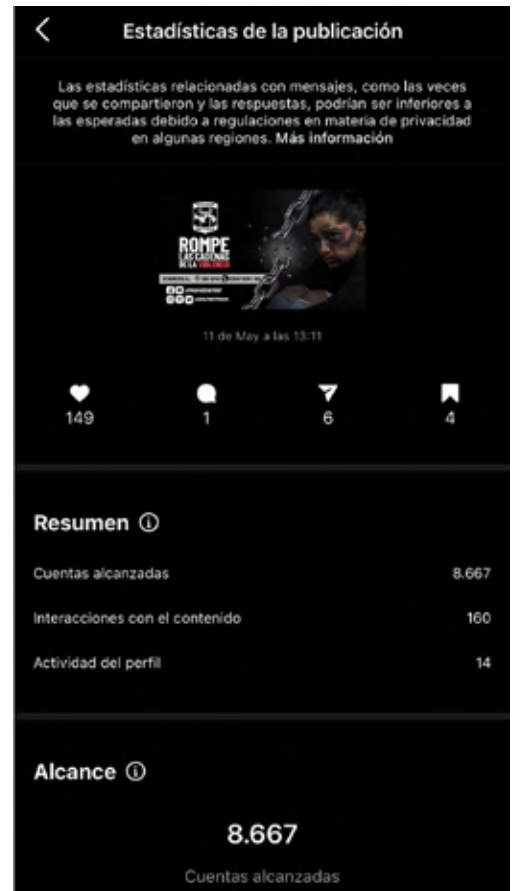 Estadísticas de la publicación
Las estadísticas relacionadas con mensajes, como las veces
que se compartieron y las respuestas, podrían ser inferiores a
las esperadas debido a regulaciones en materia de privacidad
en algunas regiones. Más información
ROMPE
LAS CADENAS
DE LA VIOLENCIA
11 de May a las 13:11
149
1
6
4
Resumen
Cuentas alcanzadas
8.667
Interacciones con el contenido
160
Actividad del perfil
14
Alcance
8.667
Cuentas alcanzadas